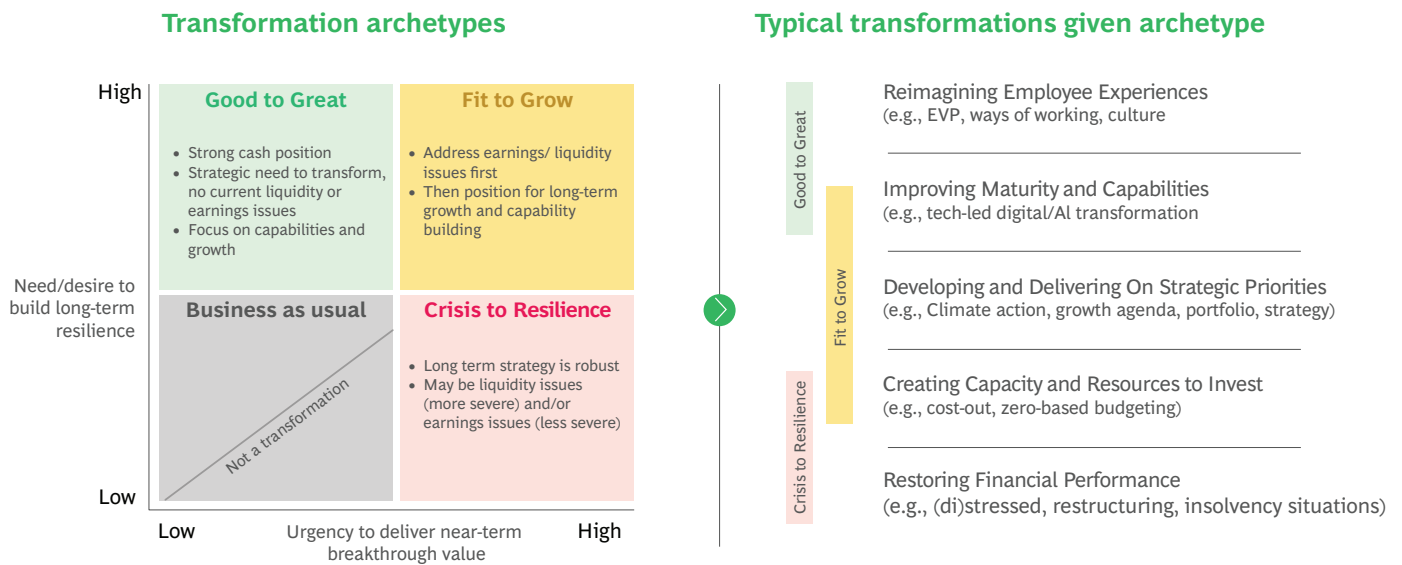 Transformation archetypes
High
Good to Great
• Strong cash position
• Strategic need to transform,
no current liquidity or
earnings issues
• Focus on capabilities and
growth
Fit to Grow
• Address earnings/ liquidity
issues first
• Then position for long-term
growth and capability
building
Need/desire to
build long-term
resilience
Business as usual
Not a transformation
Crisis to Resilience
• Long term strategy is robust
• May be liquidity issues
(more severe) and/or
earnings issues (less severe)
Low
Low
Urgency to deliver near-term
breakthrough value
High
Typical transformations given archetype
Good to Great
Fit to Grow
Crisis to Resilience
Reimagining Employee Experiences
(e.g., EVP, ways of working, culture
Improving Maturity and Capabilities
(e.g., tech-led digital/AI transformation
Developing and Delivering On Strategic Priorities
(e.g., Climate action, growth agenda, portfolio, strategy)
Creating Capacity and Resources to Invest
(e.g., cost-out, zero-based budgeting)
Restoring Financial Performance
(e.g., (di)stressed, restructuring, insolvency situations)